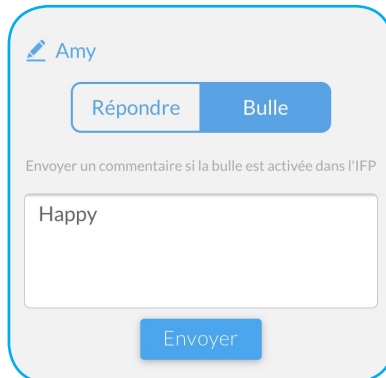 Amy
Répondre Bulle
Envoyer un commentaire si la bulle est activée dans l'IFP
Happy
Envoyer